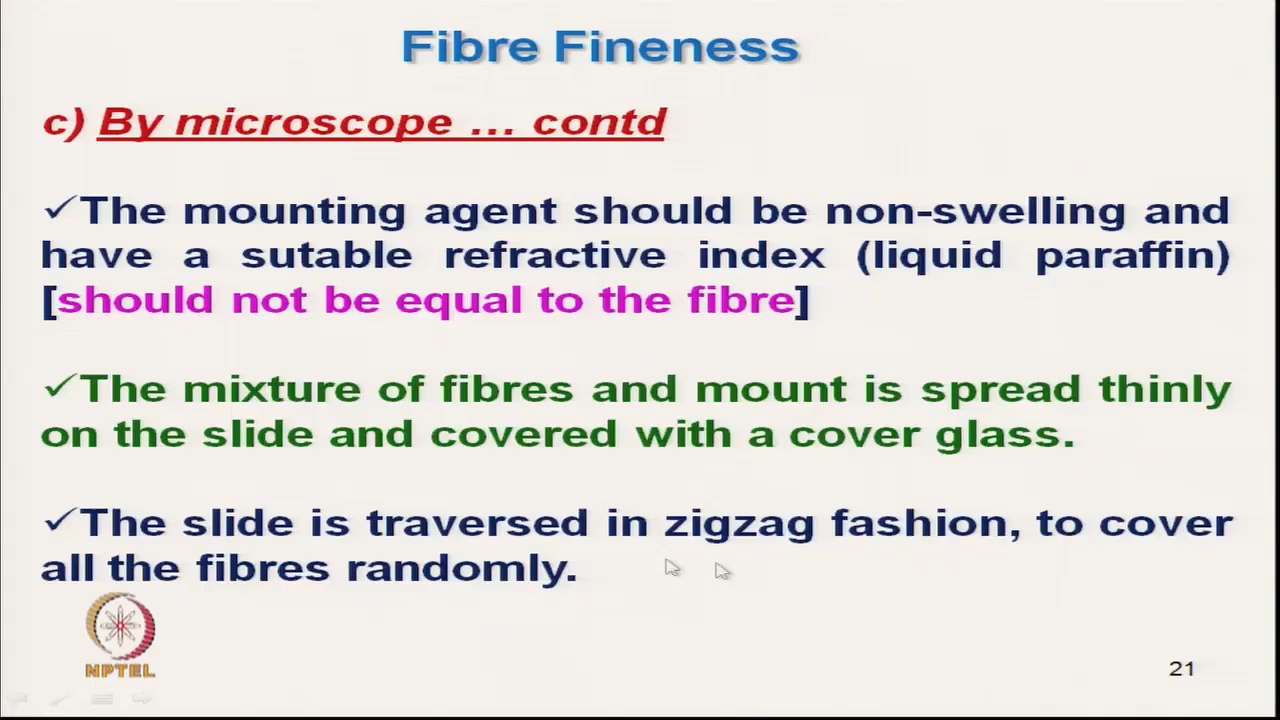 Fibre Fineness
c) By microscope … contd
✓The mounting agent should be non-swelling and
have a sutable refractive index (liquid paraffin)
[should not be equal to the fibre]
✓The mixture of fibres and mount is spread thinly
on the slide and covered with a cover glass.
✓The slide is traversed in zigzag fashion, to cover
all the fibres randomly.
NPTEL
21